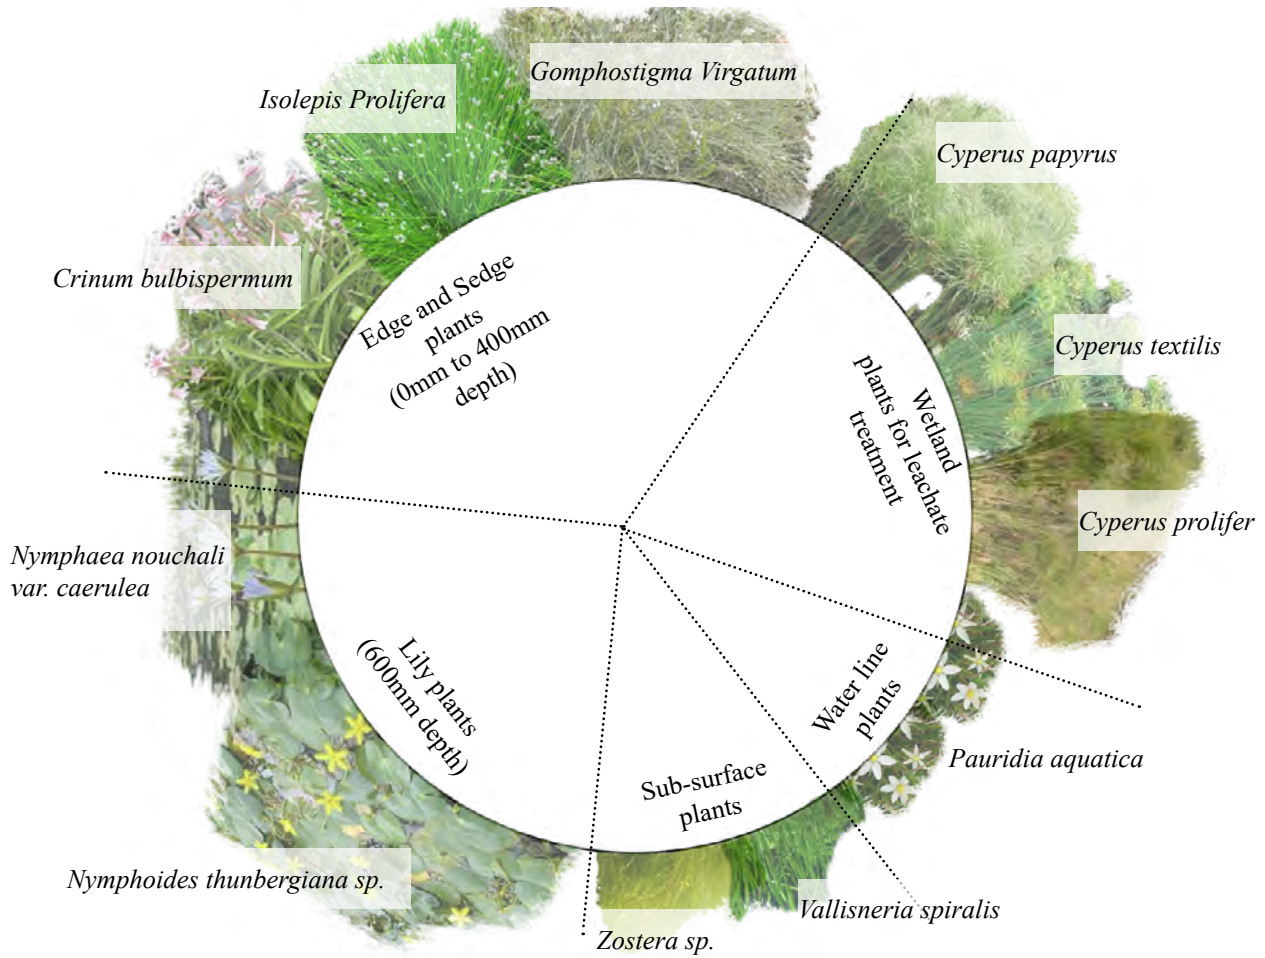 Gomphostigma Virgatum
Isolepis Prolifera
Cyperus papyrus
Crinum bulbispermum
Edge and Sedge
plants
(0mm to 400mm
depth)
Cyperus textilis
Wetland
plants for leachate
treatment
Cyperus prolifer
Nymphaea nouchali
var. caerulea
Lily plants
(600mm depth)
Water line
plants
Pauridia aquatica
Sub-surface
plants
Nymphoides thunbergiana sp.
Vallisneria spiralis
Zostera sp.